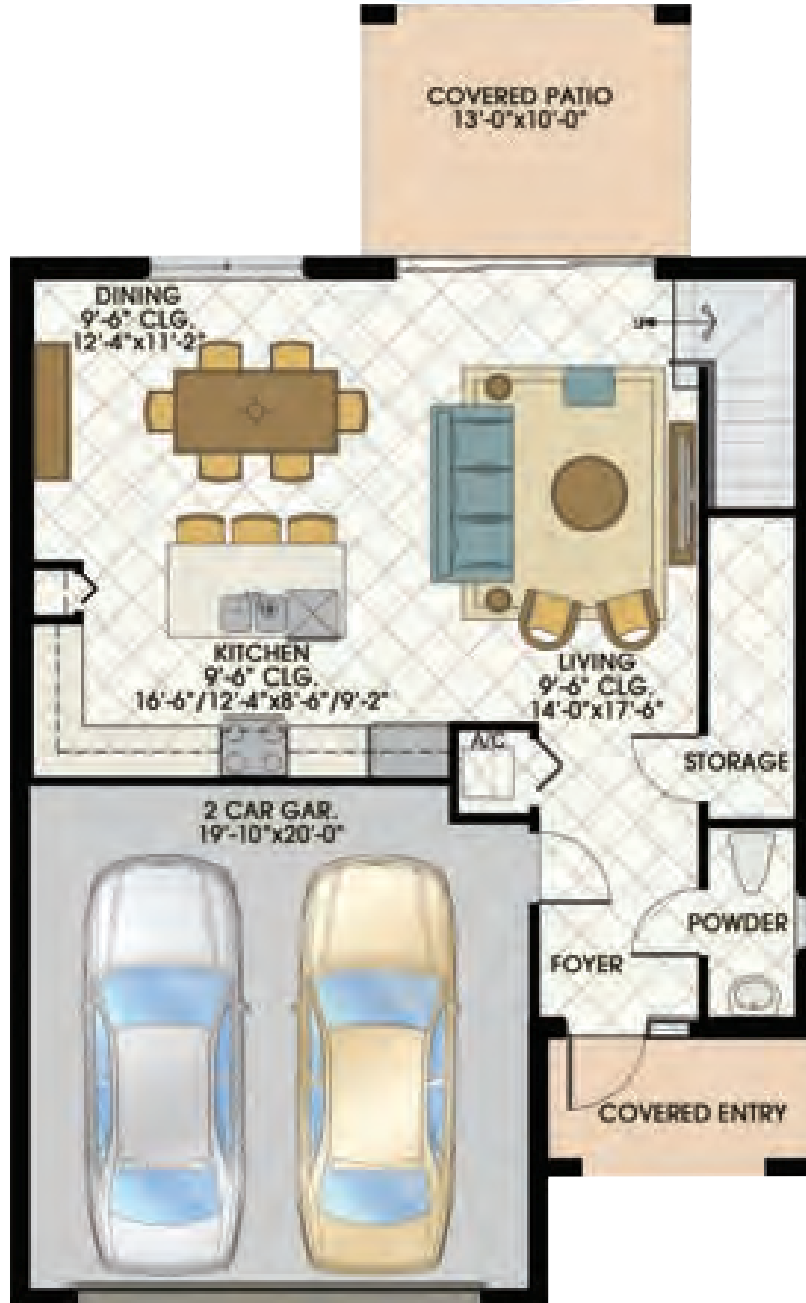 COVERED PATIO
13'-0"x10'-0"
DINING
9'-6" CLG.
12'-4"x11'-2"
UP
KITCHEN
9'-6" CLG.
16'-6"/12'-4"x8'-6"/9'-2"
LIVING
9'-6" CLG.
14'-0"x17'-6"
A/C
STORAGE
2 CAR GAR.
19'-10"x20'-0"
POWDER
FOYER
COVERED ENTRY